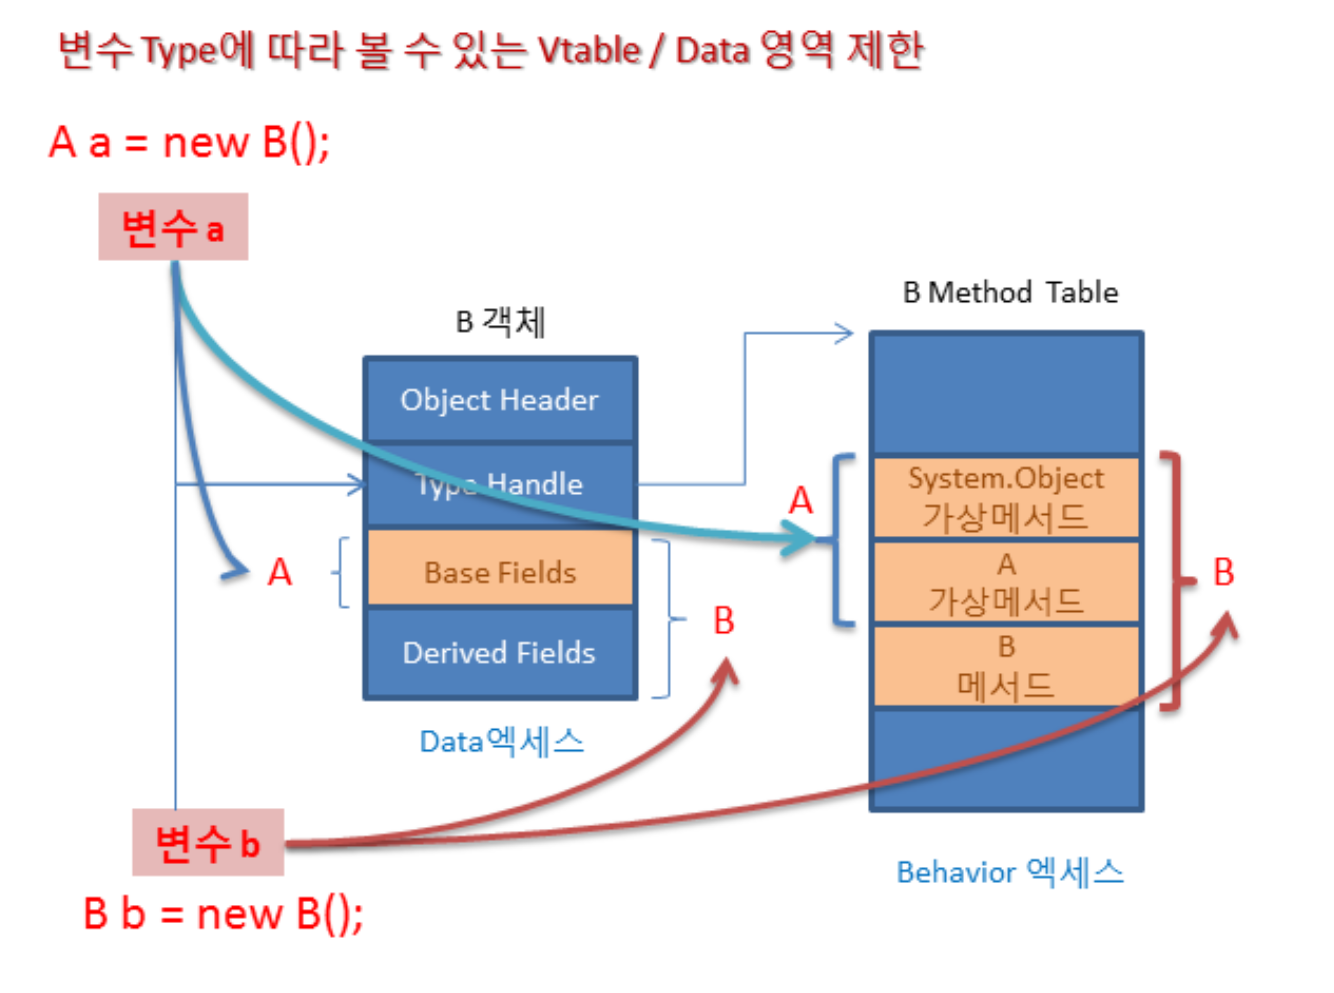 변수 Type에 따라 볼 수 있는 Vtable / Data 영역 제한
A a = new B();
변수 a
B 객체
Object Header
Type Handle
Base Fields
Derived Fields
A
B
Data엑세스
B Method Table
System.Object
가상메서드
A
가상메서드
B
메서드
A
B
Behavior 엑세스
변수 b
B b = new B();